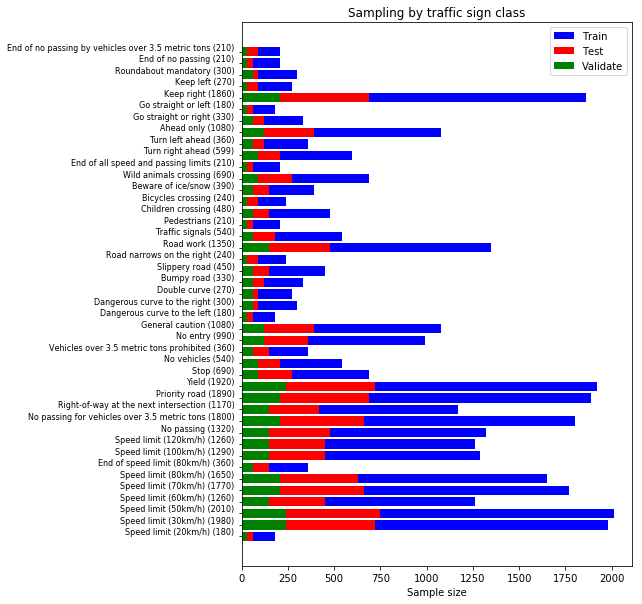 Sampling by traffic sign class
Train
Test
Validate
End of no passing by vehicles over 3.5 metric tons (210)
End of no passing (210)
Roundabout mandatory (300)
Keep left (270)
Keep right (1860)
Go straight or left (180)
Go straight or right (330)
Ahead only (1080)
Turn left ahead (360)
Turn right ahead (599)
End of all speed and passing limits (210)
Wild animals crossing (690)
Beware of ice/snow (390)
Bicycles crossing (240)
Children crossing (480)
Pedestrians (210)
Traffic signals (540)
Road work (1350)
Road narrows on the right (240)
Slippery road (450)
Bumpy road (330)
Double curve (270)
Dangerous curve to the right (300)
Dangerous curve to the left (180)
General caution (1080)
No entry (990)
Vehicles over 3.5 metric tons prohibited (360)
No vehicles (540)
Stop (690)
Yield (1920)
Priority road (1890)
Right-of-way at the next intersection (1170)
No passing for vehicles over 3.5 metric tons (1800)
No passing (1320)
Speed limit (120km/h) (1260)
Speed limit (100km/h) (1290)
End of speed limit (80km/h) (360)
Speed limit (80km/h) (1650)
Speed limit (70km/h) (1770)
Speed limit (60km/h) (1260)
Speed limit (50km/h) (2010)
Speed limit (30km/h) (1980)
Speed limit (20km/h) (180)
0 250 500 750 1000 1250 1500 1750 2000
Sample size